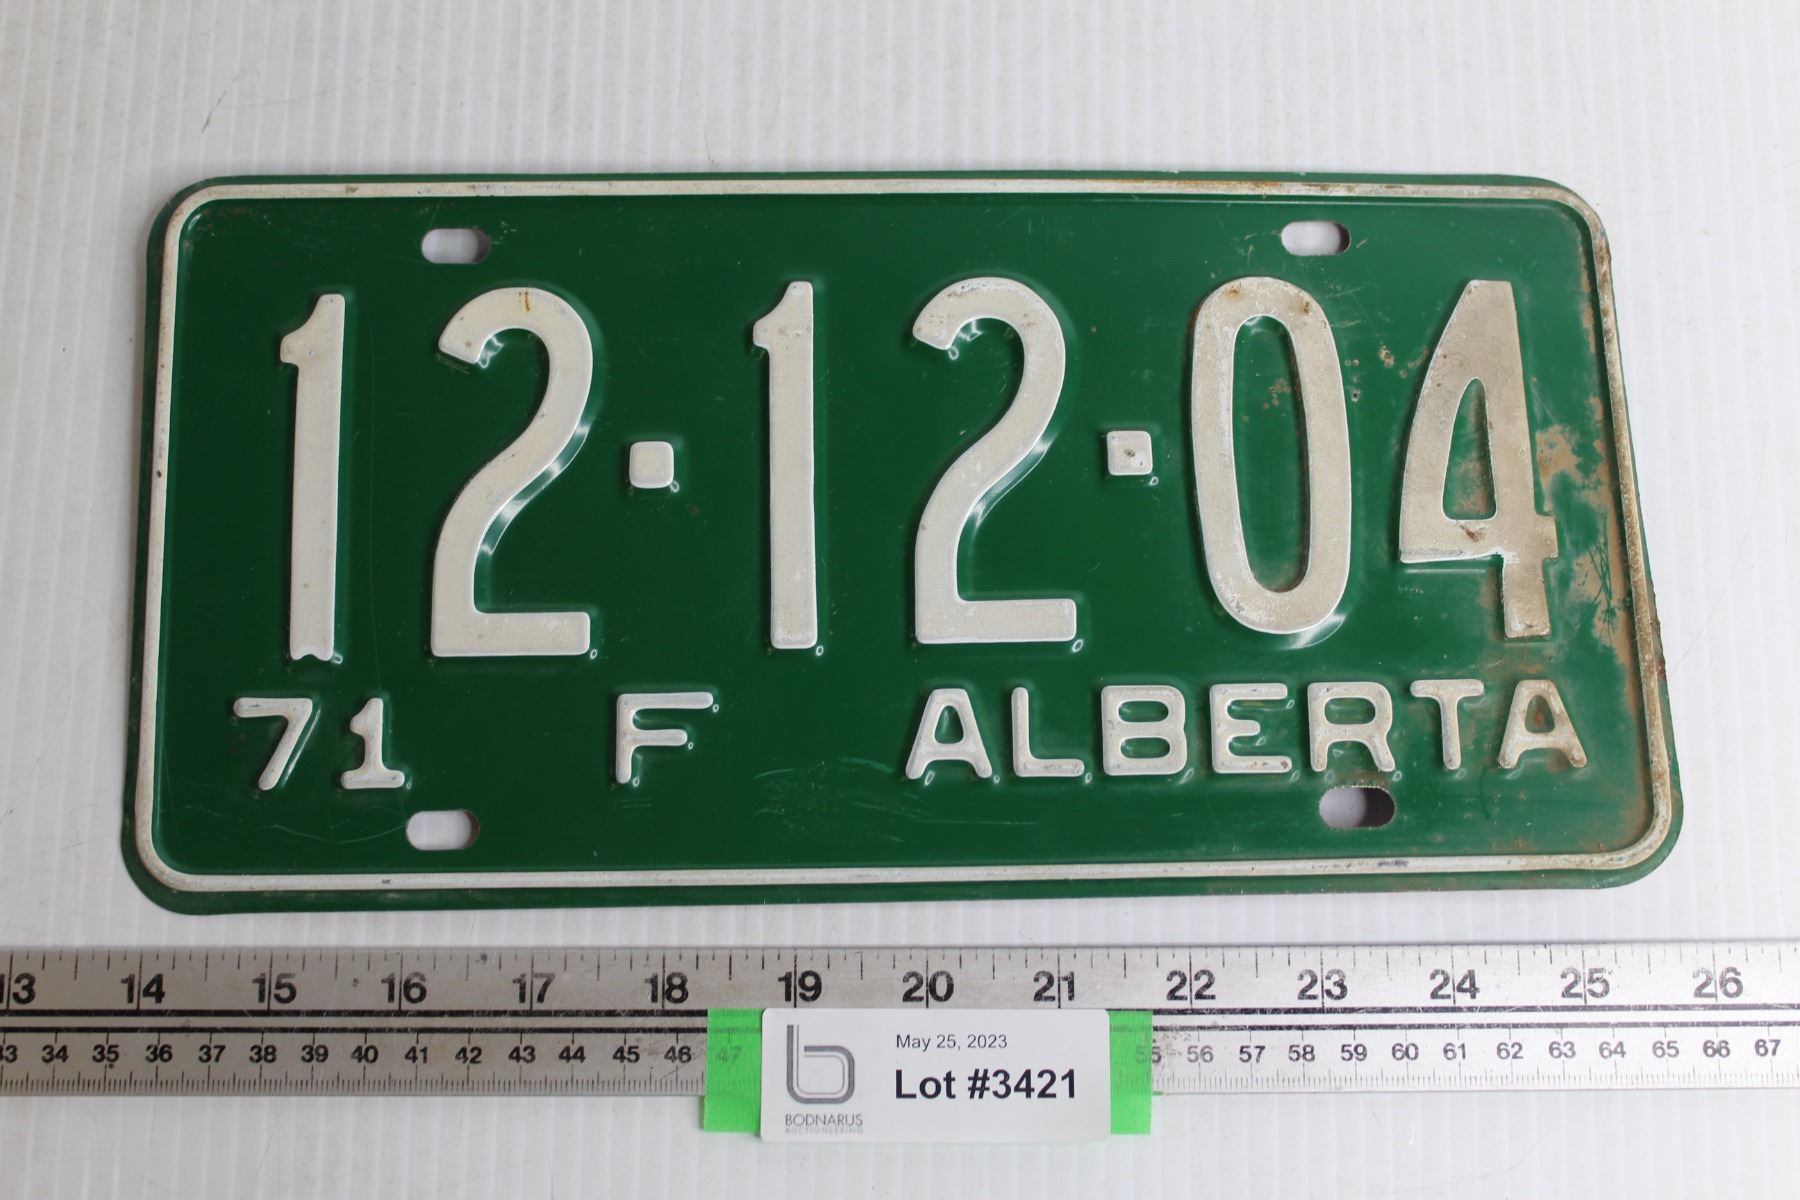 12·12·04
71 F ALBERTA
13 14 15 16 17 18 19 20 21 22 23 24 25 26
33 34 35 36 37 38 39 40 41 42 43 44 45 46 47 55 56 57 58 59 60 61 62 63 64 65 66 67
May 25, 2023
Lot #3421
BODNARUS
AUCTIONEERING